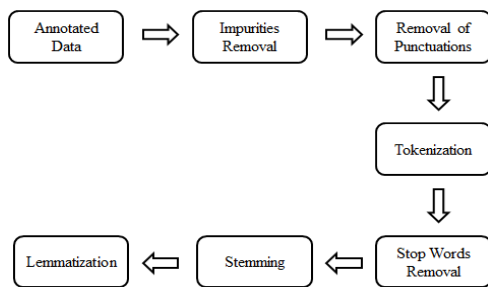 Annotated
Data
Impurities
Removal
Removal of
Punctuations
Tokenization
Stop Words
Removal
Stemming
Lemmatization